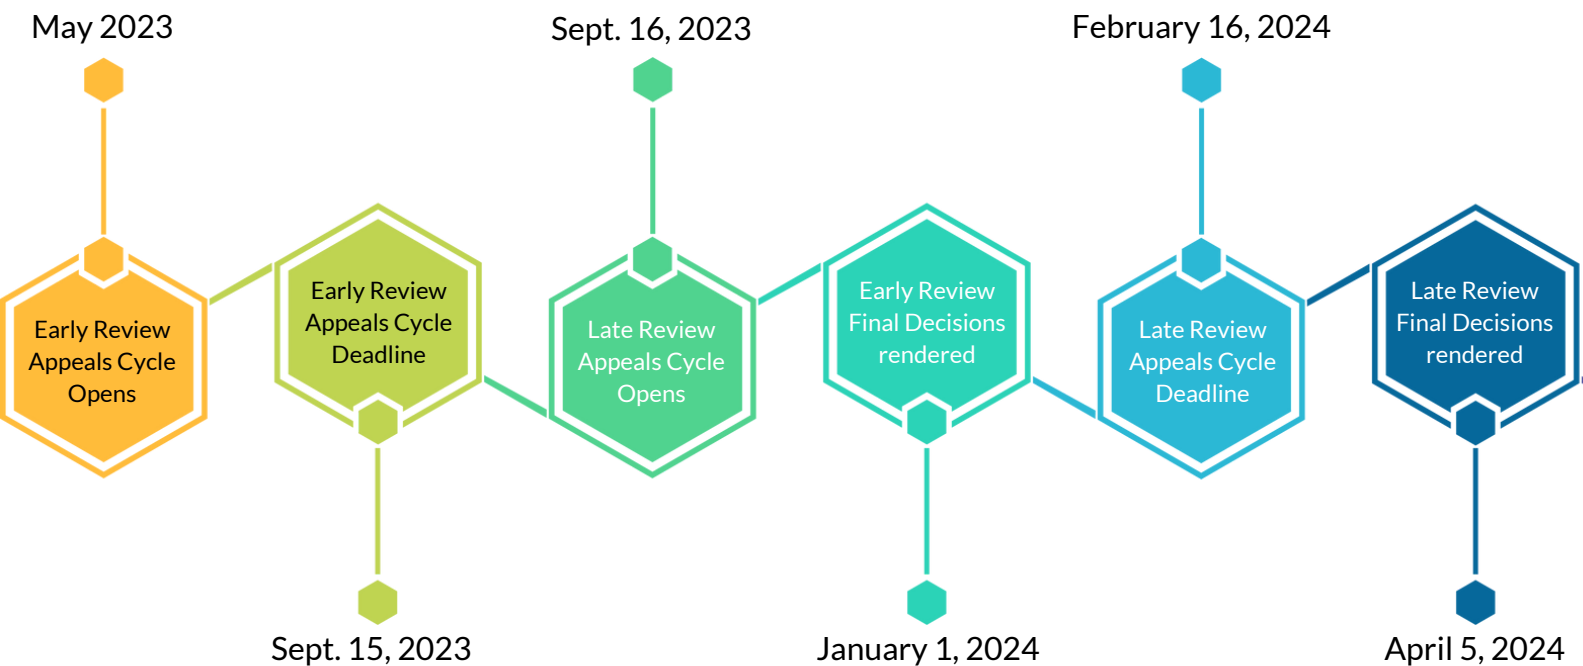 May 2023
Sept. 16, 2023
February 16, 2024
Early Review
Appeals Cycle
Opens
Early Review
Appeals Cycle
Deadline
Late Review
Appeals Cycle
Opens
Early Review
Final Decisions
rendered
Late Review
Appeals Cycle
Deadline
Late Review
Final Decisions
rendered
Sept. 15, 2023
January 1, 2024
April 5, 2024